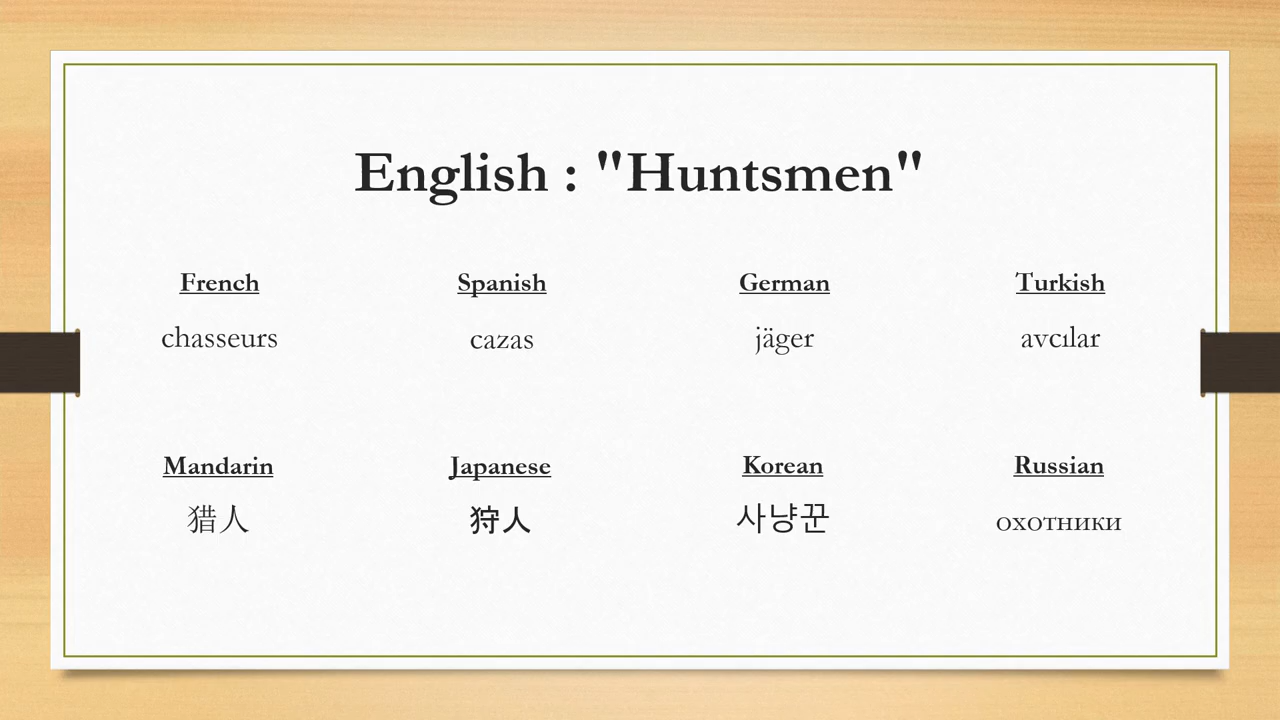 English : "Huntsmen"
French
Spanish
German
Turkish
chasseurs
cazas
jäger
avcılar
Mandarin
Japanese
Korean
Russian
猎人
狩人
사냥꾼
охотники